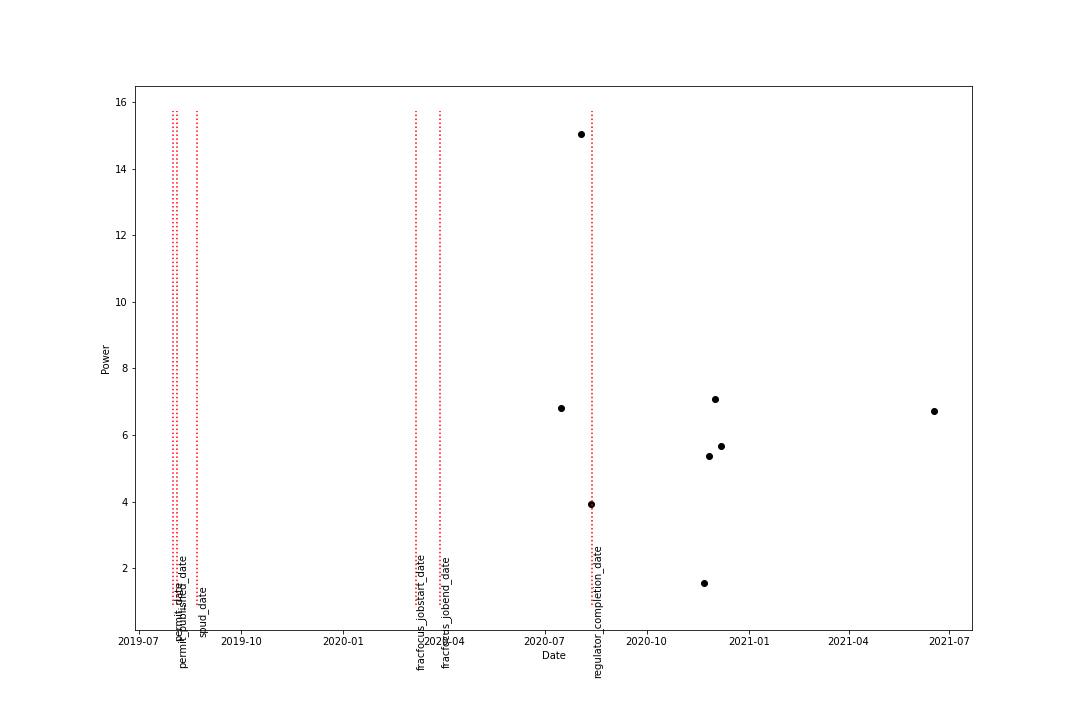 16
14
12
10
8
6
4
2
Power
permit_date
permit_published_date
spud_date
fracfocus_jobstart_date
fracfocus_jobend_date
regulator_completion_date
2019-07
2019-10
2020-01
2020-04
2020-07
2020-10
2021-01
2021-04
2021-07
Date